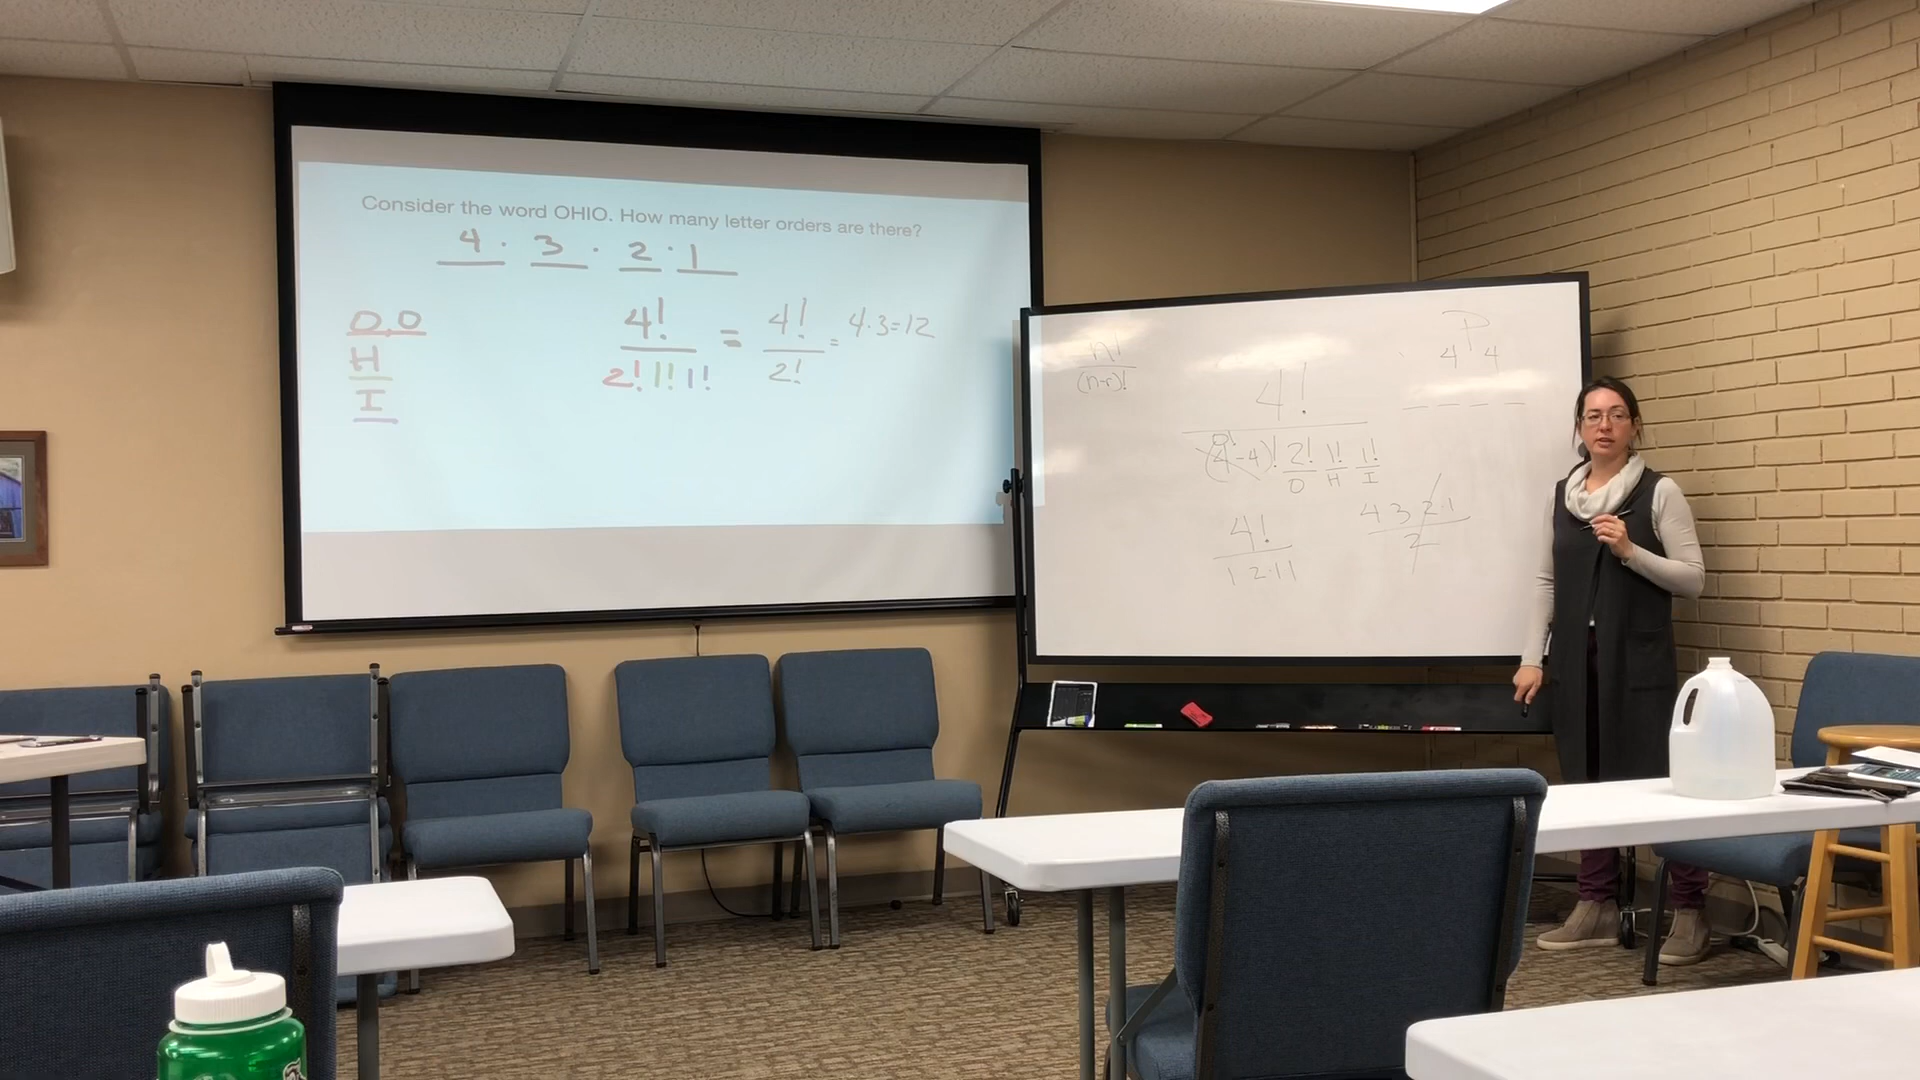 Consider the word OHIO. How many letter orders are there?
4 · 3 · 2 · 1
O,O
H
I
4!
2! 1! 1!
=
4!
2!
= 4·3=12
n!
(n-r)!
4!
(4-4)! 2! 1! 1!
0!
O H I
4!
1 2·1 1
4 3 2·1
2
4P4